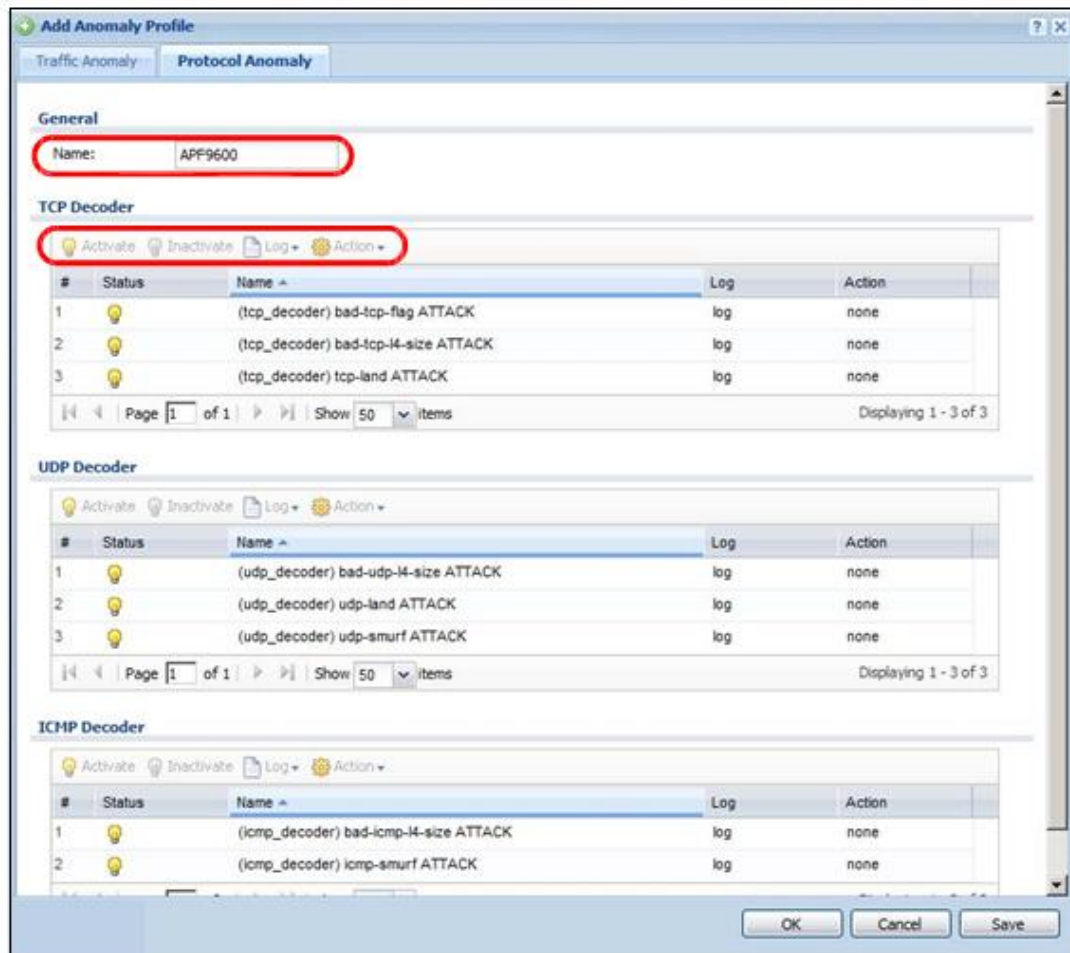 Add Anomaly Profile
Traffic Anomaly Protocol Anomaly
General
Name: APF9600
TCP Decoder
Activate Inactivate Log Action
# Status Name Log Action
1 (tcp_decoder) bad-tcp-flag ATTACK log none
2 (tcp_decoder) bad-tcp-l4-size ATTACK log none
3 (tcp_decoder) tcp-land ATTACK log none
Page 1 of 1 Show 50 items Displaying 1 - 3 of 3
UDP Decoder
Activate Inactivate Log Action
# Status Name Log Action
1 (udp_decoder) bad-udp-l4-size ATTACK log none
2 (udp_decoder) udp-land ATTACK log none
3 (udp_decoder) udp-smurf ATTACK log none
Page 1 of 1 Show 50 items Displaying 1 - 3 of 3
ICMP Decoder
Activate Inactivate Log Action
# Status Name Log Action
1 (icmp_decoder) bad-icmp-l4-size ATTACK log none
2 (icmp_decoder) icmp-smurf ATTACK log none
OK Cancel Save